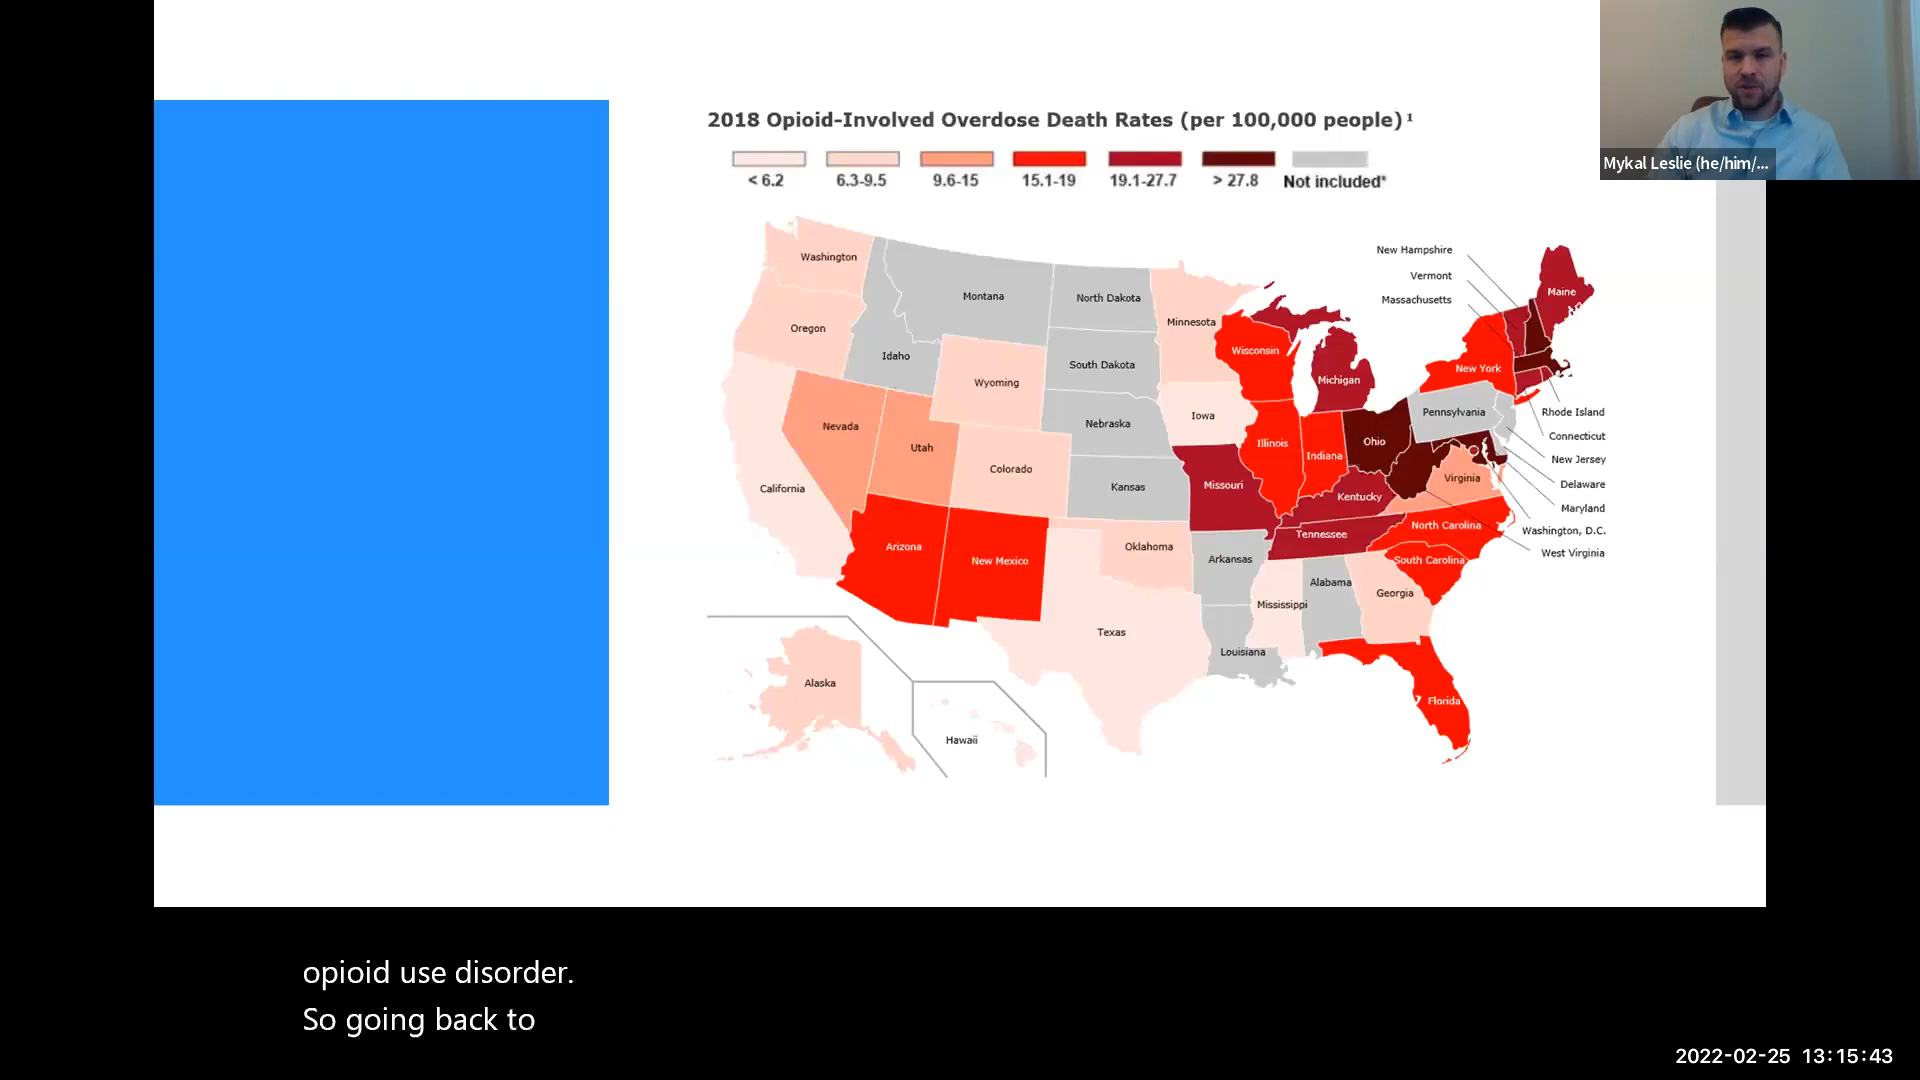 2018 Opioid-Involved Overdose Death Rates (per 100,000 people) ¹
< 6.2 6.3-9.5 9.6-15 15.1-19 19.1-27.7 > 27.8 Not included*
Mykal Leslie (he/him/...
Washington
Montana
North Dakota
Minnesota
New Hampshire
Vermont
Massachusetts
Maine
Oregon
Idaho
Wyoming
South Dakota
Wisconsin
Michigan
New York
Iowa
Nebraska
Pennsylvania
Rhode Island
Connecticut
New Jersey
Delaware
Maryland
Washington, D.C.
West Virginia
Nevada
Utah
Colorado
Kansas
Illinois
Indiana
Ohio
California
Missouri
Kentucky
Virginia
Arizona
New Mexico
Oklahoma
Arkansas
Tennessee
North Carolina
South Carolina
Mississippi
Alabama
Georgia
Texas
Louisiana
Florida
Alaska
Hawaii
opioid use disorder.
So going back to
2022-02-25 13:15:43